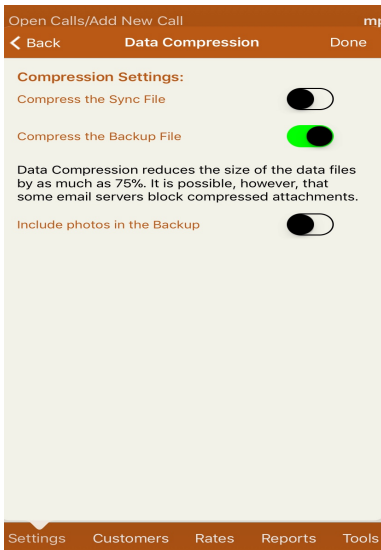 Open Calls/Add New Call mp
Back Data Compression Done
Compression Settings:
Compress the Sync File
Compress the Backup File
Data Compression reduces the size of the data files
by as much as 75%. It is possible, however, that
some email servers block compressed attachments.
Include photos in the Backup
Settings Customers Rates Reports Tools